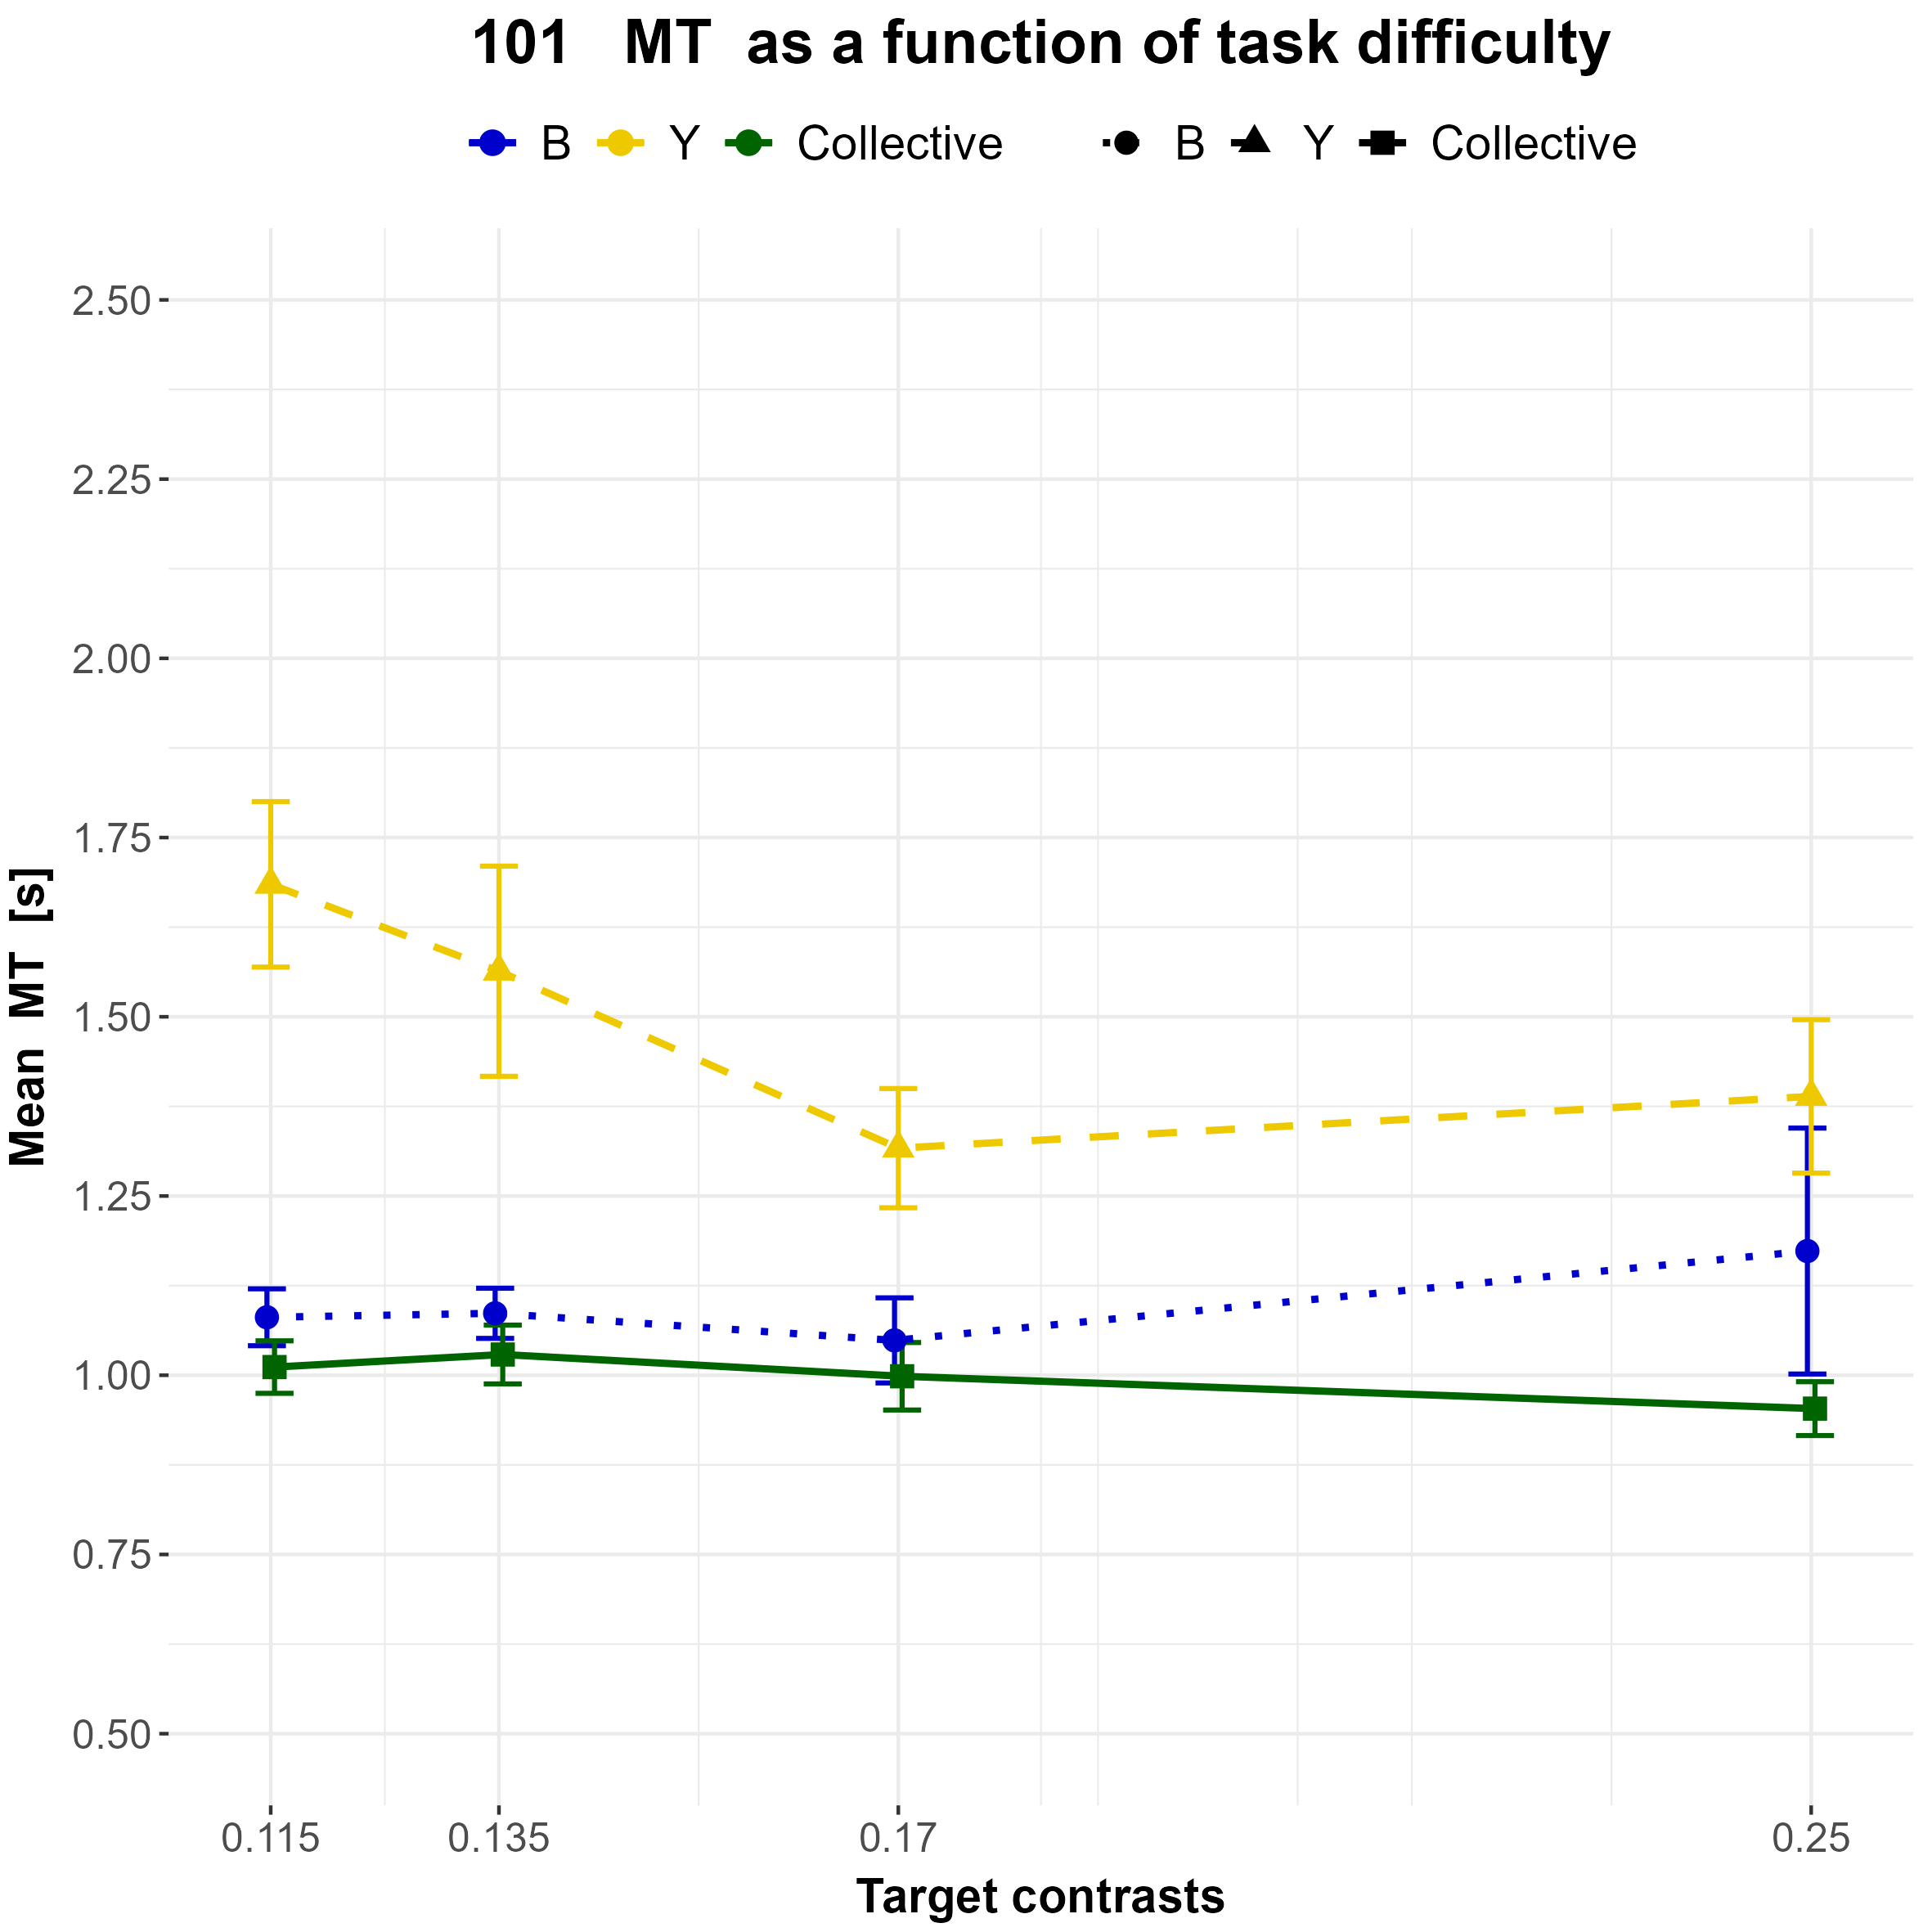 101 MT as a function of task difficulty
B Y Collective B Y Collective
2.50
2.25
2.00
1.75
1.50
1.25
1.00
0.75
0.50
Mean MT [s]
0.115 0.135 0.17 0.25
Target contrasts